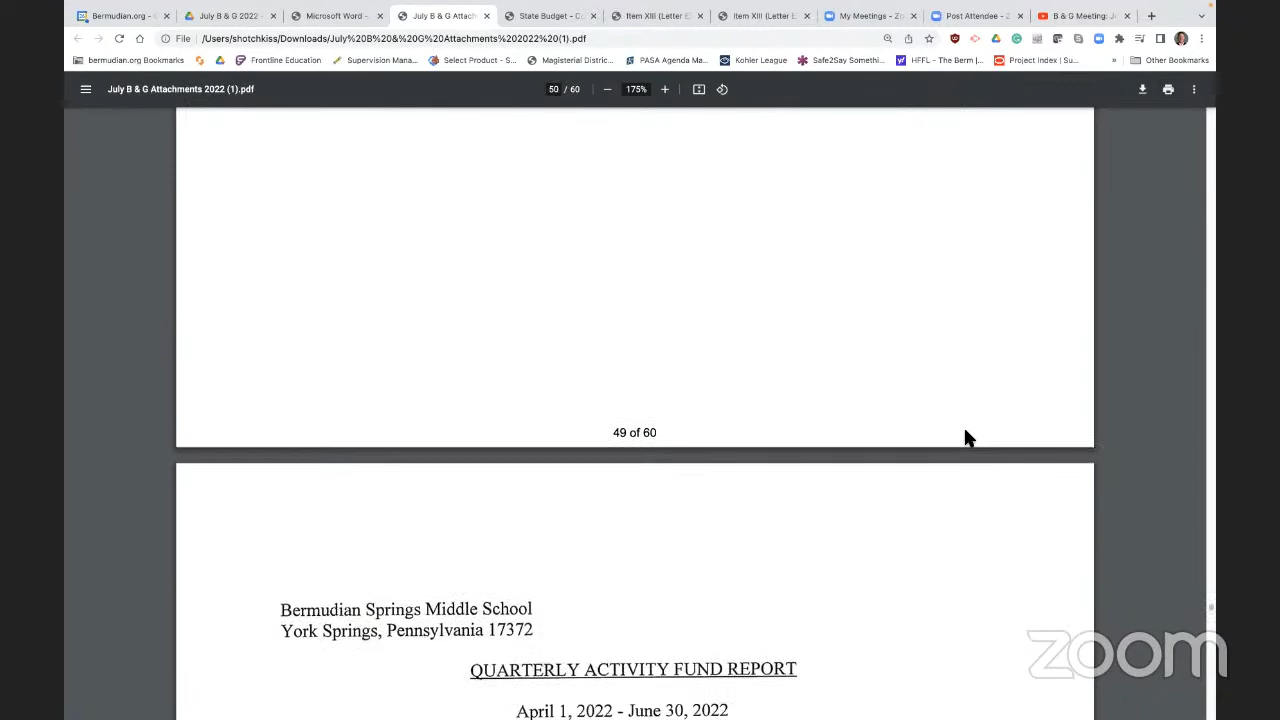 Bermudian.org -
July B & G 2022
Microsoft Word -
July B & G Attach
State Budget - Co
Item XIII (Letter E
Item XIII (Letter E
My Meetings - Zo
Post Attendee - Z
B & G Meeting: J
File /Users/shotchkiss/Downloads/July%20B%20&%20G%20Attachments%202022%20(1).pdf
bermudian.org Bookmarks
Frontline Education
Supervision Mana...
Select Product - S...
Magisterial Distric...
PASA Agenda Ma...
Kohler League
Safe2Say Somethi...
HFFL - The Berm |...
Project Index | Su...
»
Other Bookmarks
July B & G Attachments 2022 (1).pdf
50 / 60
175%
49 of 60
Bermudian Springs Middle School
York Springs, Pennsylvania 17372
QUARTERLY ACTIVITY FUND REPORT
April 1, 2022 - June 30, 2022
zoom